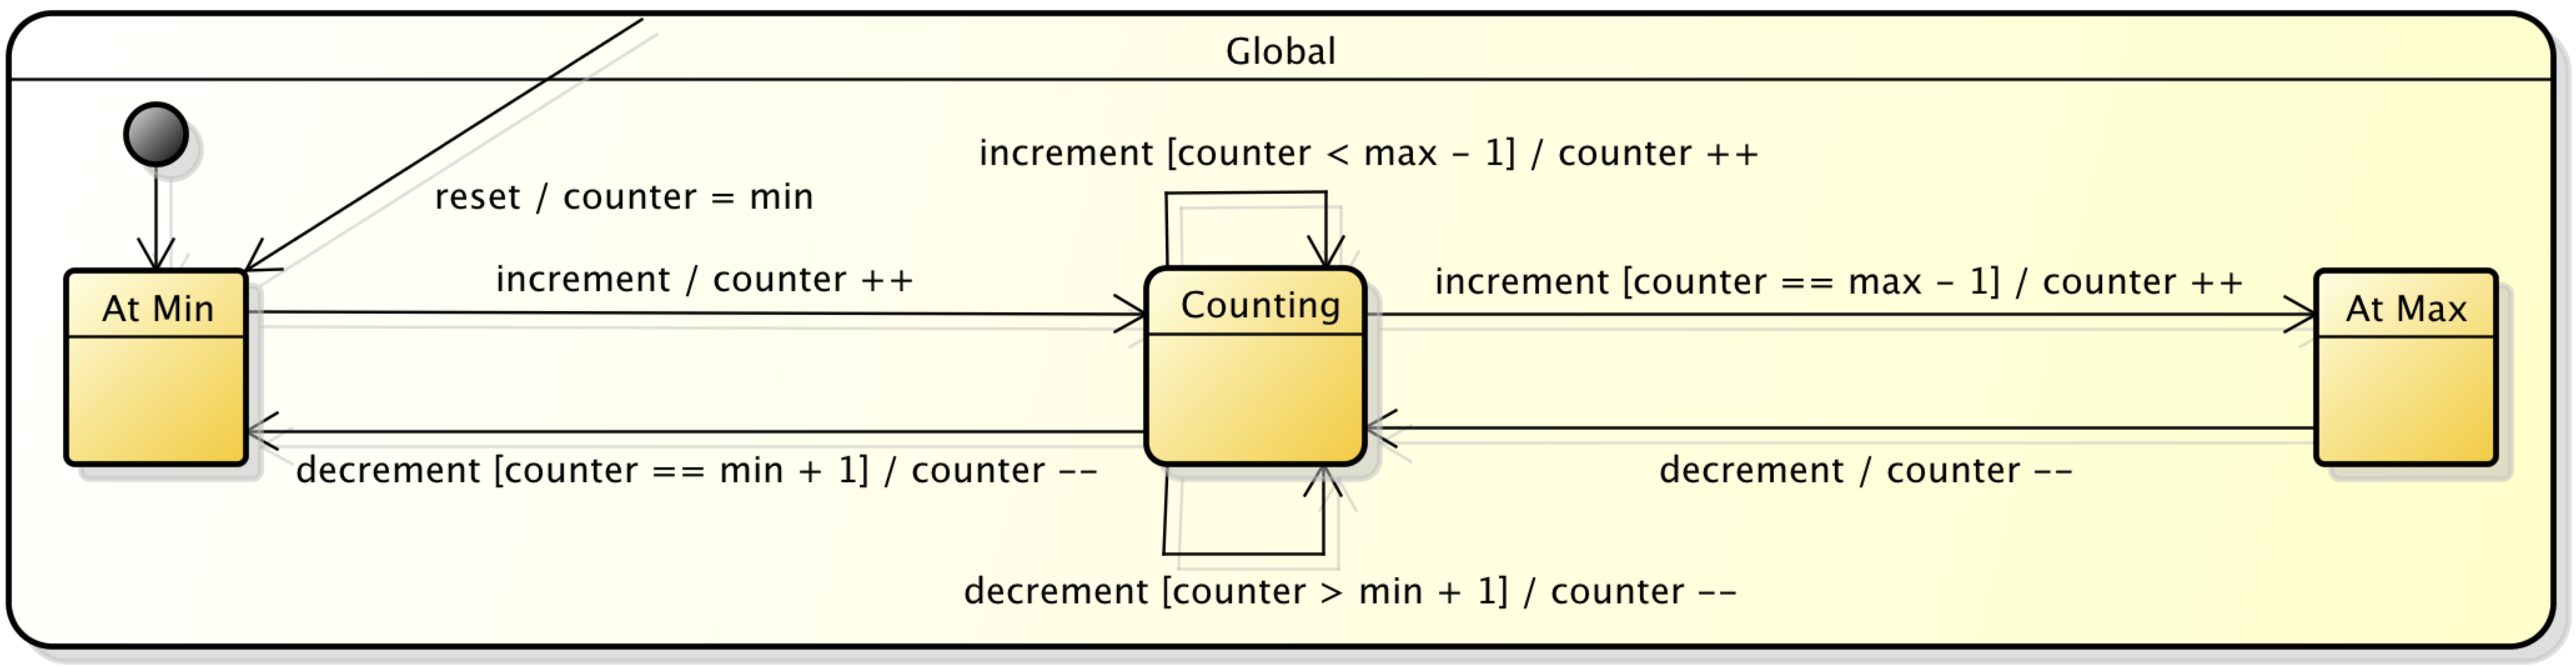 Global
increment [counter < max - 1] / counter ++
reset / counter = min
increment / counter ++
increment [counter == max - 1] / counter ++
At Min
Counting
At Max
decrement [counter == min + 1] / counter --
decrement / counter --
decrement [counter > min + 1] / counter --